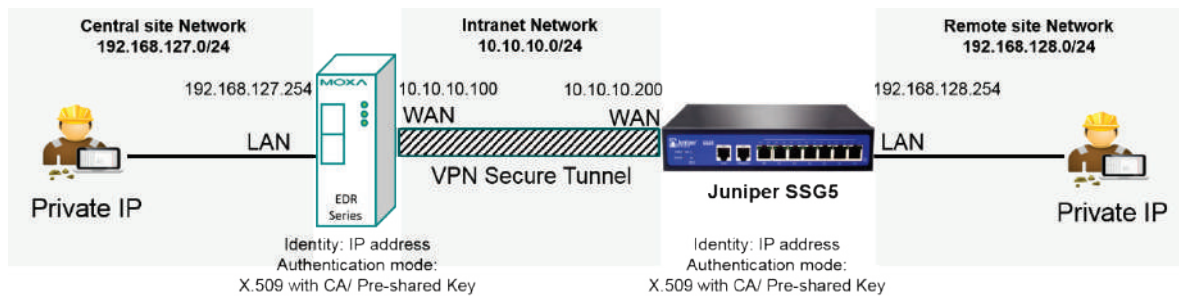 Central site Network
192.168.127.0/24
Intranet Network
10.10.10.0/24
Remote site Network
192.168.128.0/24
192.168.127.254
MOXA
10.10.10.100
10.10.10.200
192.168.128.254
WAN
WAN
LAN
LAN
VPN Secure Tunnel
Juniper
Private IP
EDR
Series
Juniper SSG5
Private IP
Identity: IP address
Authentication mode:
X.509 with CA/ Pre-shared Key
Identity: IP address
Authentication mode:
X.509 with CA/ Pre-shared Key